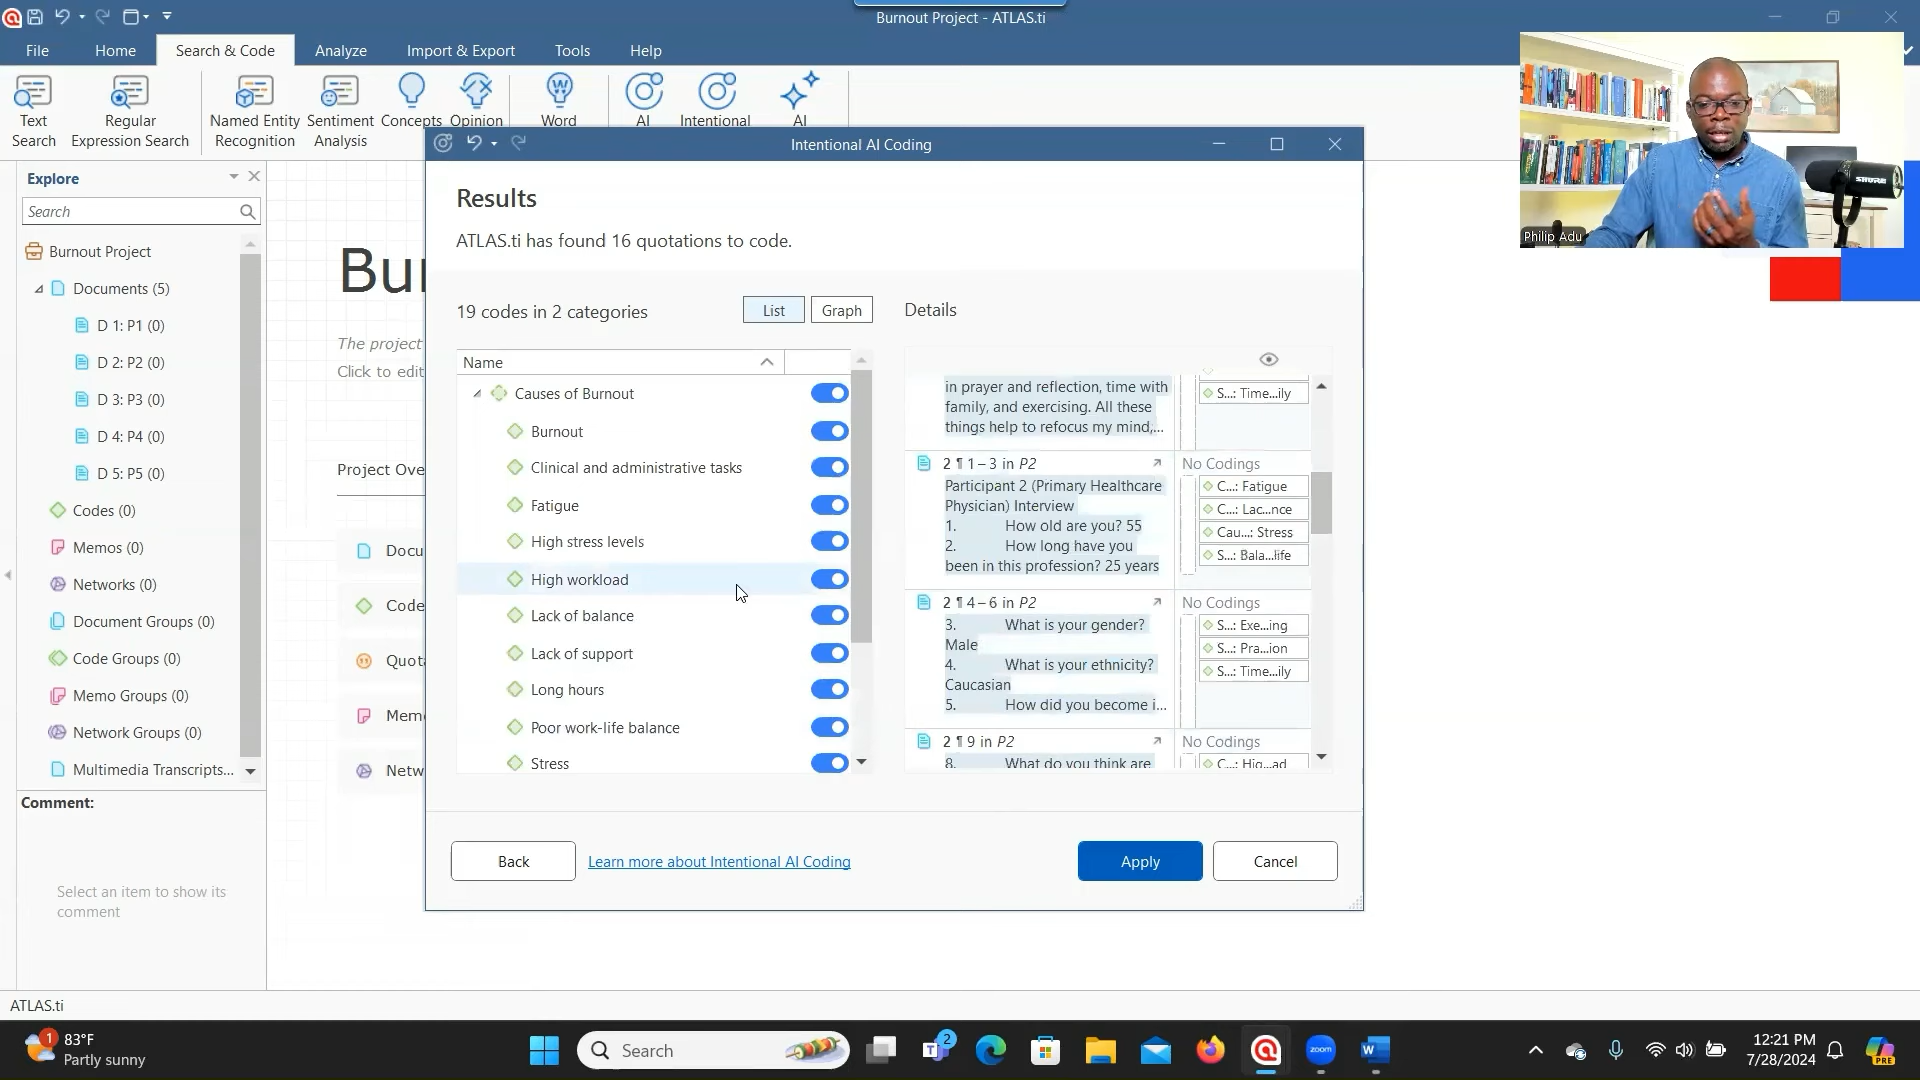 Burnout Project - ATLAS.ti
File
Home
Search & Code
Analyze
Import & Export
Tools
Help
Text
Search
Regular
Expression Search
Named Entity
Recognition
Sentiment
Analysis
Concepts
Opinion
Word
AI
Intentional
AI
Explore
Search
Burnout Project
Documents (5)
D 1: P1 (0)
D 2: P2 (0)
D 3: P3 (0)
D 4: P4 (0)
D 5: P5 (0)
Codes (0)
Memos (0)
Networks (0)
Document Groups (0)
Code Groups (0)
Memo Groups (0)
Network Groups (0)
Multimedia Transcripts...
Comment:
Select an item to show its
comment
ATLAS.ti
Bu
The project
Click to edit
Project Ove
Docu
Code
Quota
Memo
Netw
Intentional AI Coding
Results
ATLAS.ti has found 16 quotations to code.
19 codes in 2 categories
List
Graph
Name
Causes of Burnout
Burnout
Clinical and administrative tasks
Fatigue
High stress levels
High workload
Lack of balance
Lack of support
Long hours
Poor work-life balance
Stress
Details
in prayer and reflection, time with
family, and exercising. All these
things help to refocus my mind,...
S...: Time...ily
2 ¶ 1 – 3 in P2
No Codings
Participant 2 (Primary Healthcare
Physician) Interview
1. How old are you? 55
2. How long have you
been in this profession? 25 years
C...: Fatigue
C...: Lac...nce
Cau...: Stress
S...: Bala...life
2 ¶ 4 – 6 in P2
No Codings
3. What is your gender?
Male
4. What is your ethnicity?
Caucasian
5. How did you become i...
S...: Exe...ing
S...: Pra...ion
S...: Time...ily
2 ¶ 9 in P2
No Codings
8. What do you think are
C...: Hig...ad
Back
Learn more about Intentional AI Coding
Apply
Cancel
SHURE
Philip Adu
1
83°F
Partly sunny
Search
2
zoom
12:21 PM
7/28/2024
PRE